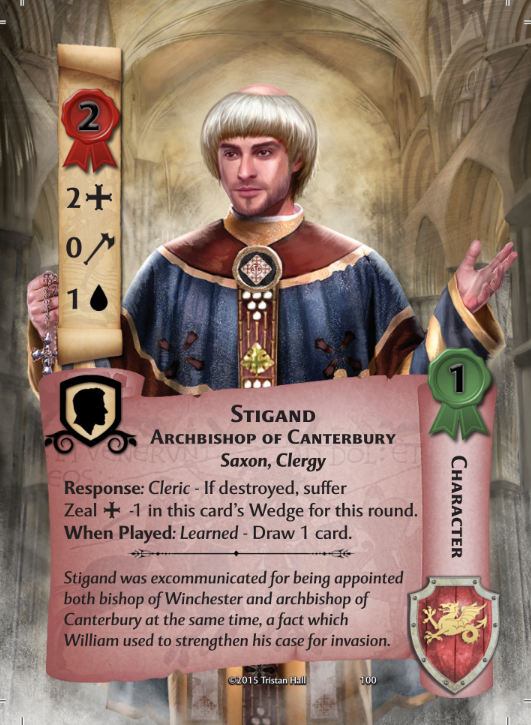 2
2
0
1
1
Stigand
Archbishop of Canterbury
Saxon, Clergy
Response: Cleric - If destroyed, suffer
Zeal -1 in this card's Wedge for this round.
When Played: Learned - Draw 1 card.
Character
Stigand was excommunicated for being appointed
both bishop of Winchester and archbishop of
Canterbury at the same time, a fact which
William used to strengthen his case for invasion.
©2015 Tristan Hall 100